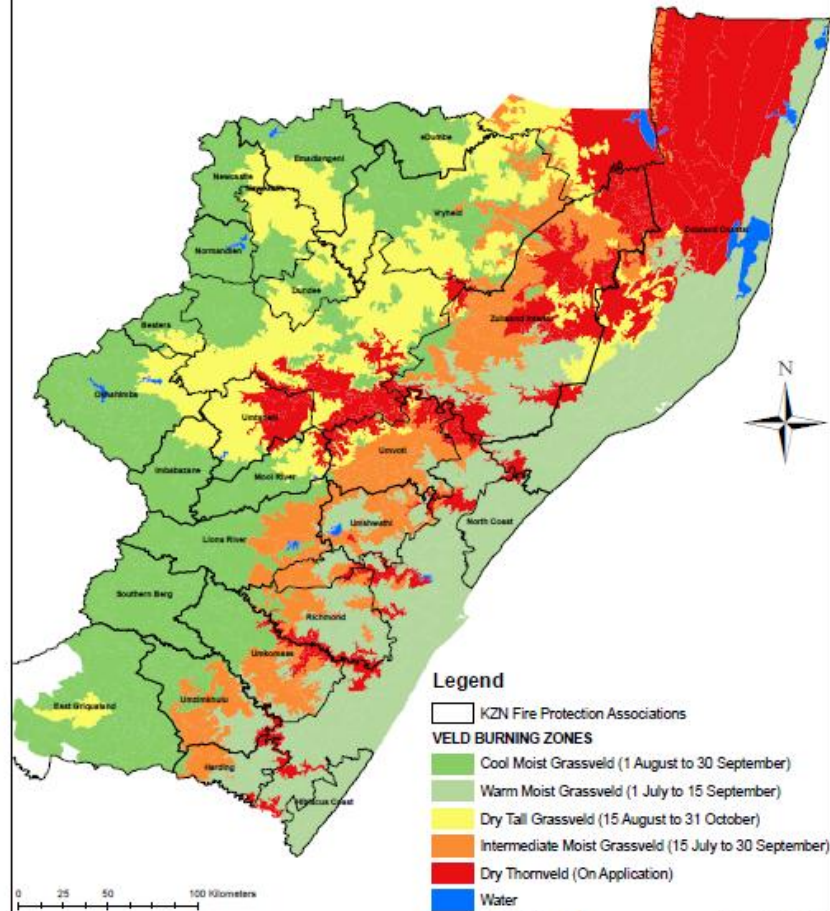 eDumbe
Emadlangeni
Newcastle
Vryheid
Normandien
Zululand Coastal
Dundee
Besters
Zululand Interior
Okhahlmba
Umtshezi
N
Umvoti
Imbabazane
Mooi River
Umshwathi
North Coast
Lions River
Southern Berg
Richmond
Umkomaas
Legend
Umzimkhulu
East Griqualand
KZN Fire Protection Associations
VELD BURNING ZONES
Cool Moist Grassveld (1 August to 30 September)
Harding
Warm Moist Grassveld (1 July to 15 September)
Hibiscus Coast
Dry Tall Grassveld (15 August to 31 October)
Intermediate Moist Grassveld (15 July to 30 September)
Dry Thornveld (On Application)
0 25 50 100 Kilometers
Water